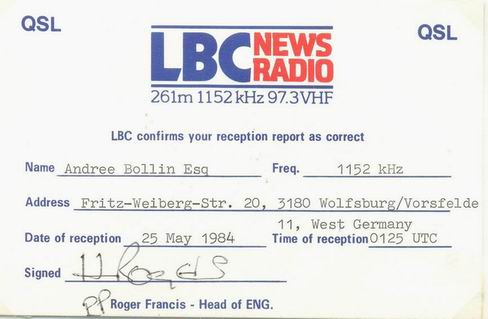 QSL
QSL
LBC NEWS RADIO
261m 1152 kHz 97.3 VHF
LBC confirms your reception report as correct
Name Andree Bollin Esq Freq. 1152 kHz
Address Fritz-Weiberg-Str. 20, 3180 Wolfsburg/Vorsfelde
11, West Germany
Date of reception 25 May 1984 Time of reception 0125 UTC
Signed
pp Roger Francis - Head of ENG.